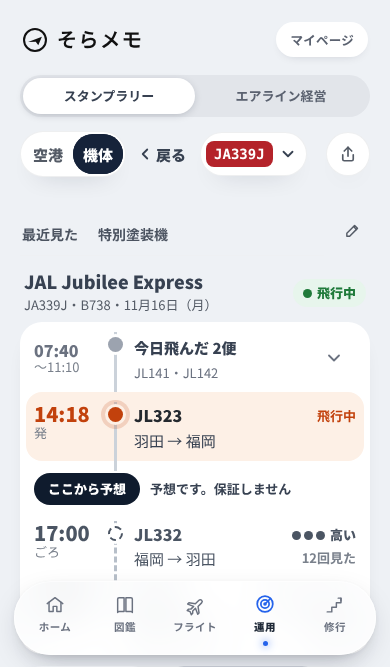 そらメモ
マイページ
スタンプラリー エアライン経営
空港 機体 戻る JA339J
最近見た 特別塗装機
JAL Jubilee Express
JA339J・B738・11月16日（月）
飛行中
07:40 今日飛んだ 2便
〜11:10 JL141・JL142
14:18 JL323 飛行中
発 羽田 → 福岡
ここから予想 予想です。保証しません
17:00 JL332 高い
ごろ 福岡 → 羽田 12回見た
ホーム 図鑑 フライト 運用 修行